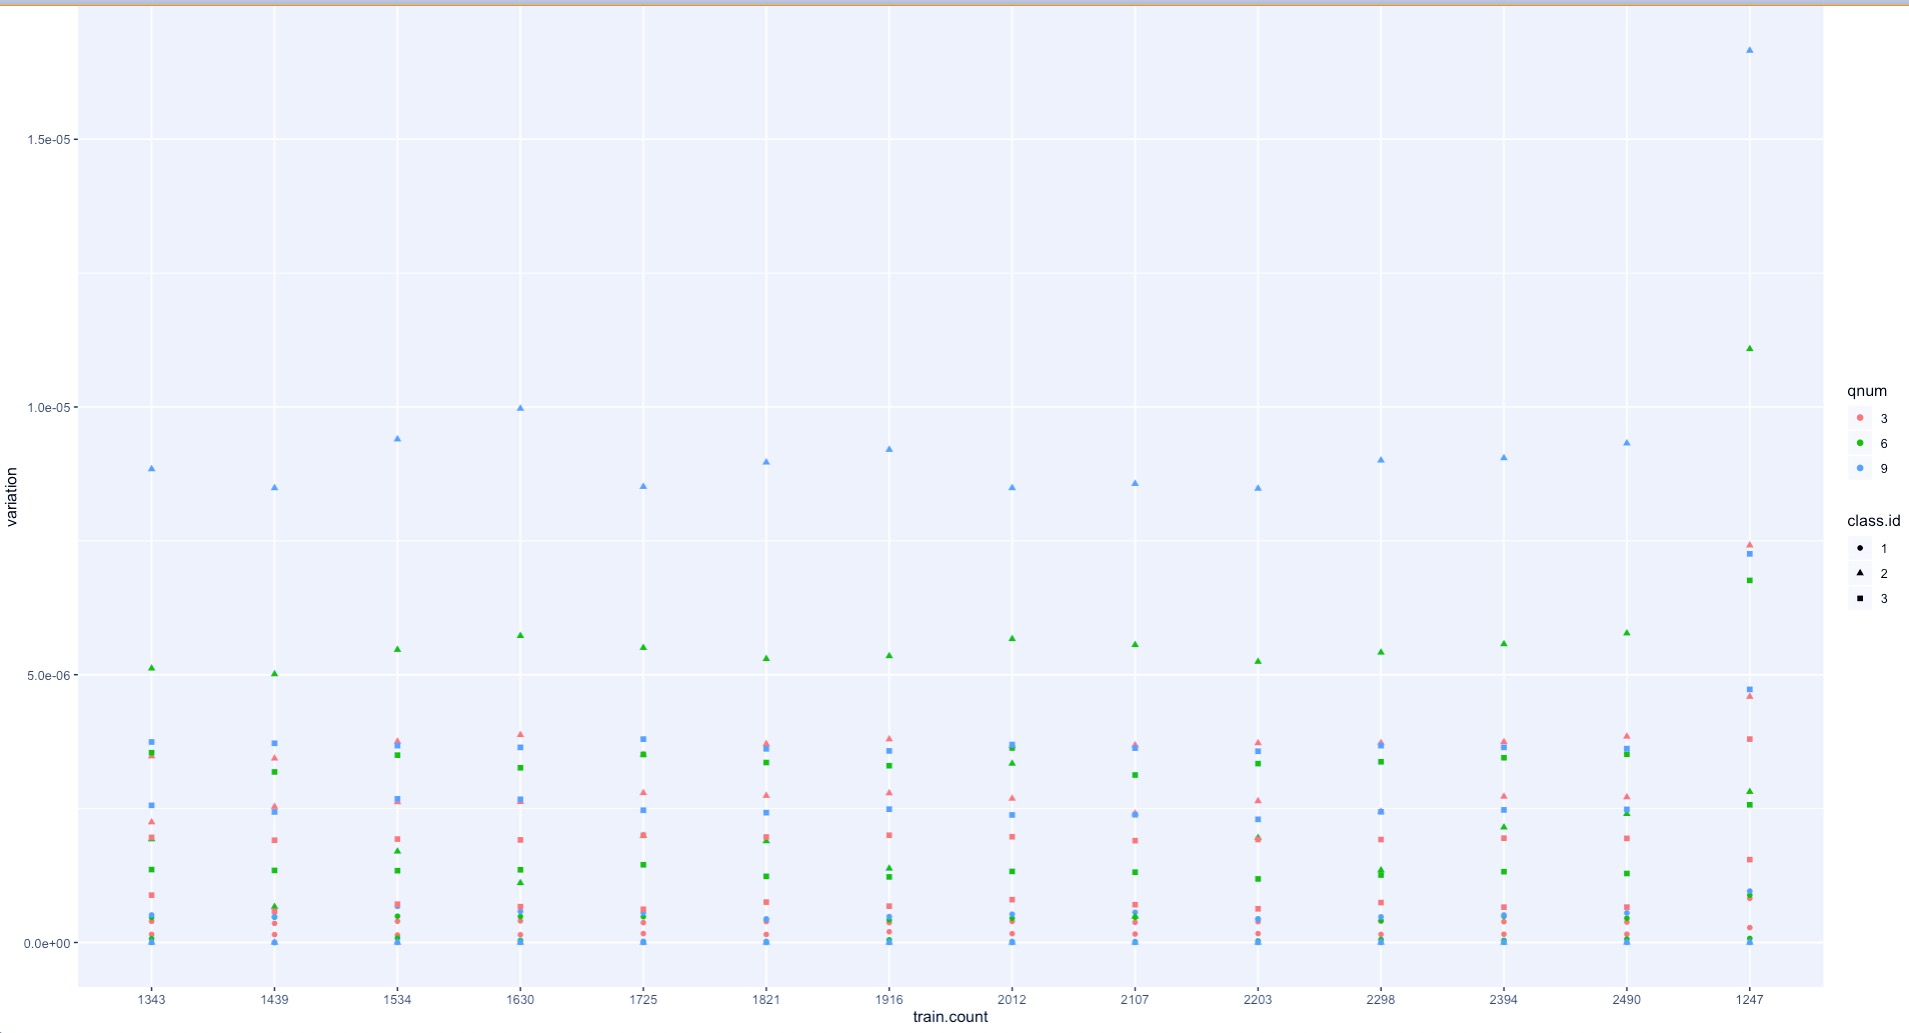 1.5e-05
1.0e-05
5.0e-06
0.0e+00
variation
1343 1439 1534 1630 1725 1821 1916 2012 2107 2203 2298 2394 2490 1247
train.count
qnum
3
6
9
class.id
1
2
3